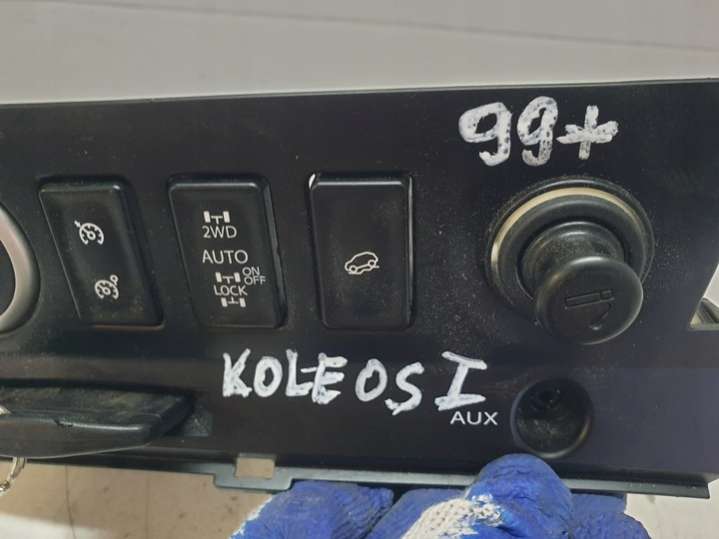 99+
2WD
AUTO
ON
OFF
LOCK
KOLEOS I
AUX